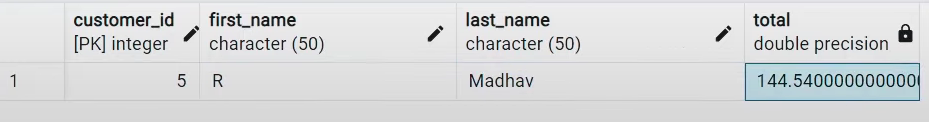 customer_id first_name last_name total
[PK] integer character (50) character (50) double precision
1 5 R Madhav 144.5400000000000